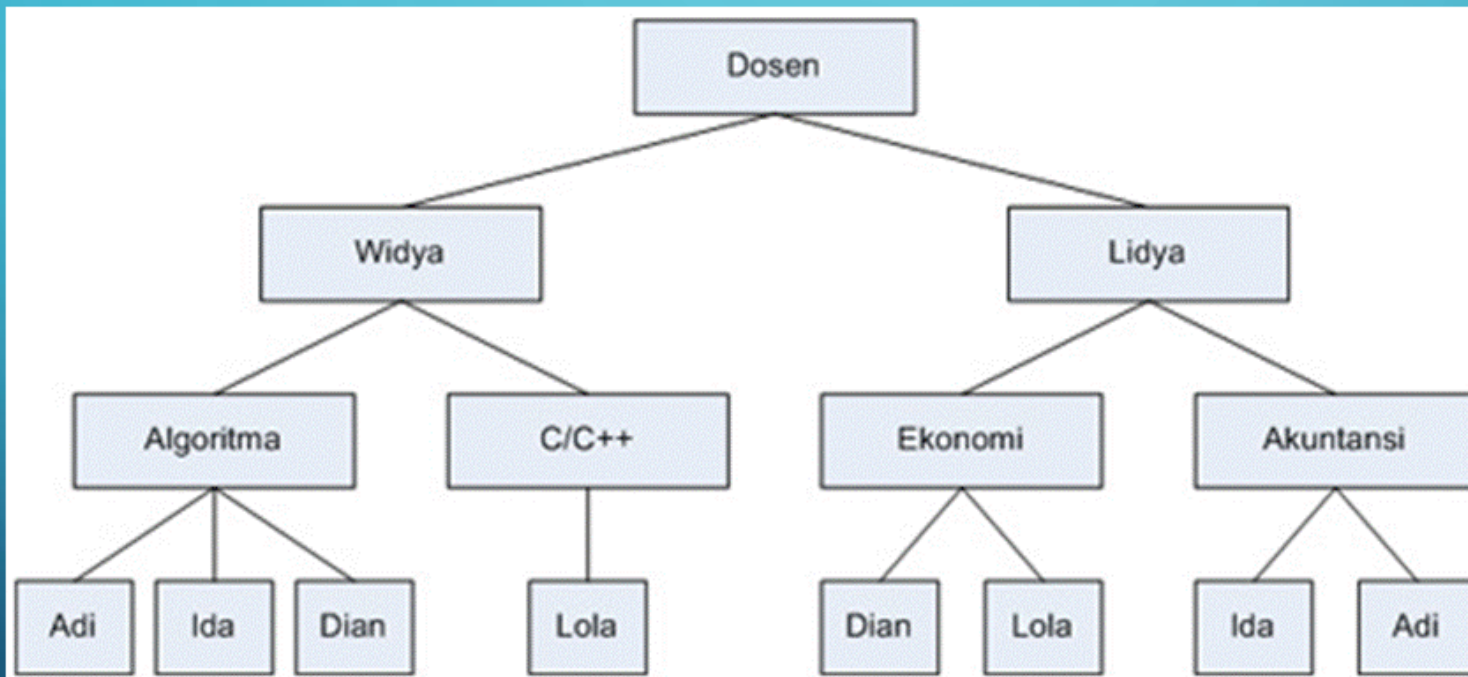 Dosen
Widya
Lidya
Algoritma
C/C++
Ekonomi
Akuntansi
Adi
Ida
Dian
Lola
Dian
Lola
Ida
Adi